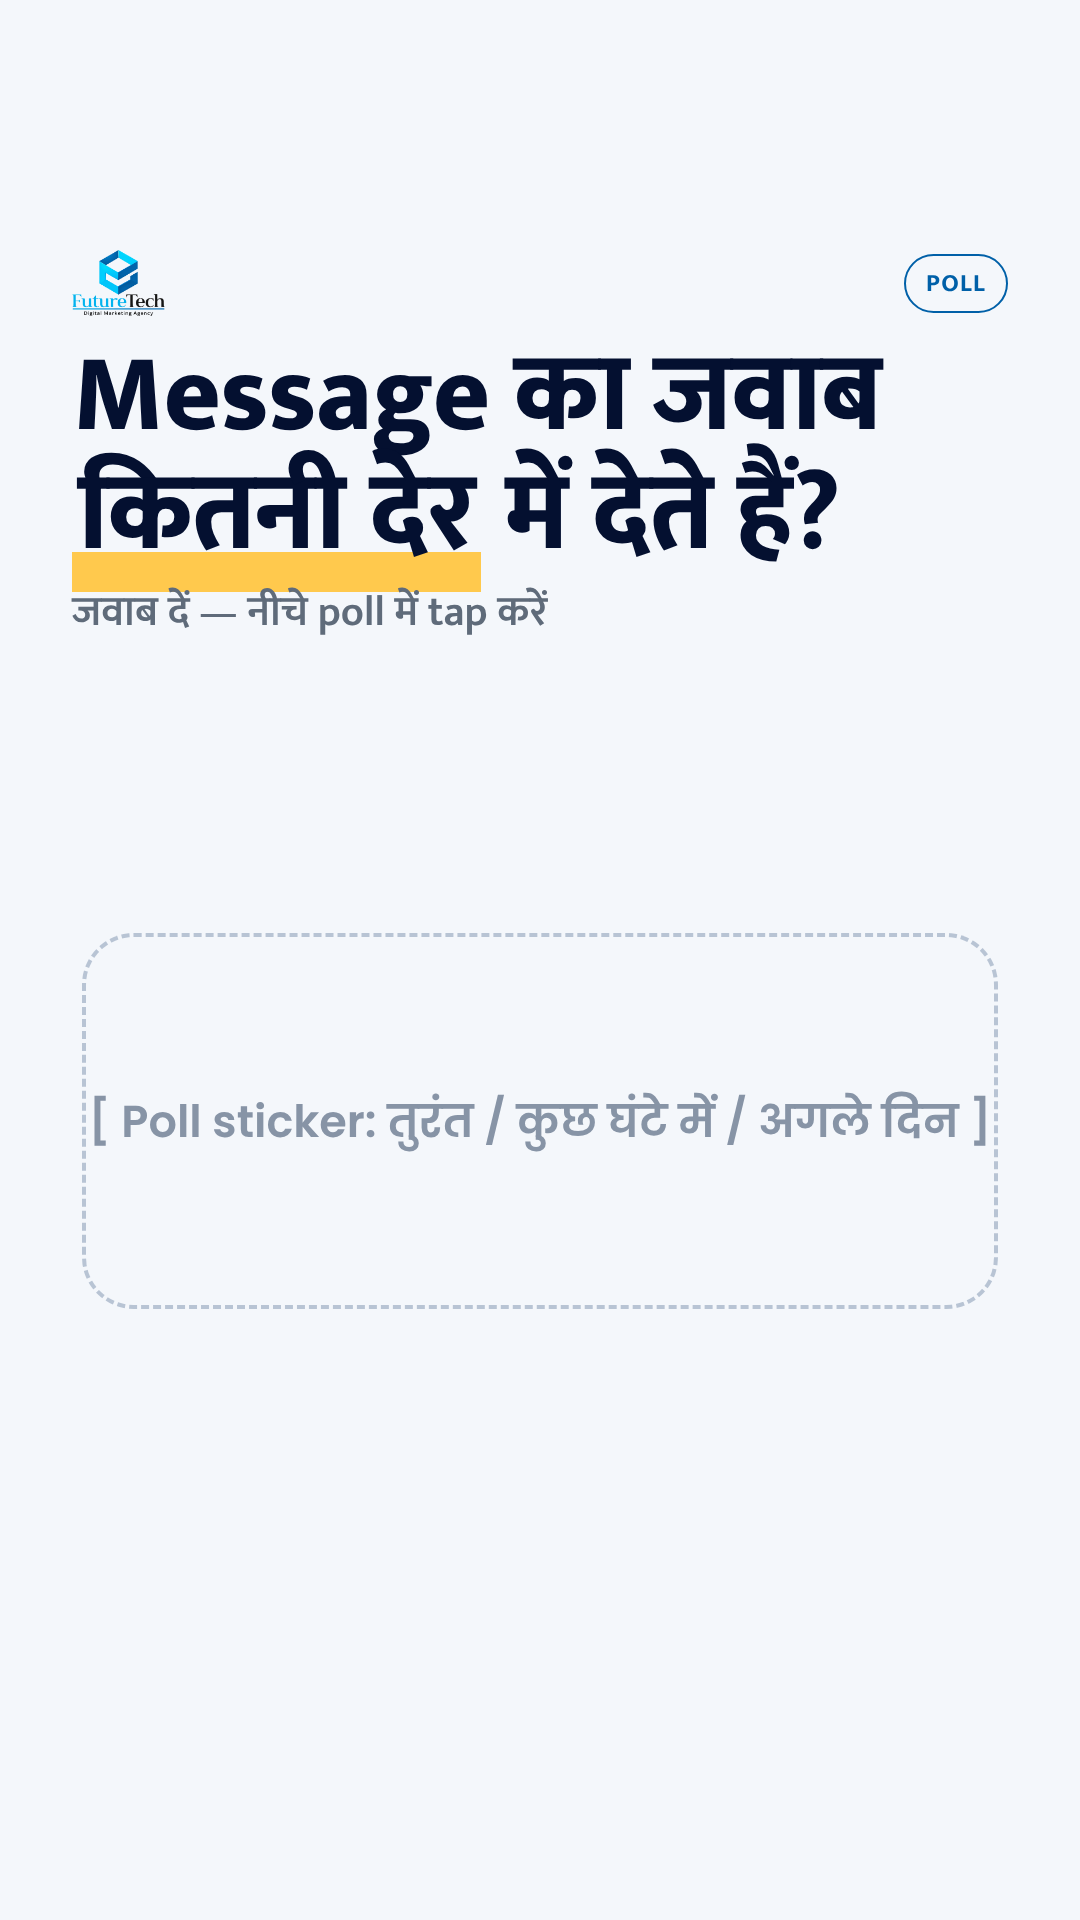 FutureTech
Digital Marketing Agency
POLL
Message का जवाब
कितनी देर में देते हैं?
जवाब दें — नीचे poll में tap करें
[ Poll sticker: तुरंत / कुछ घंटे में / अगले दिन ]